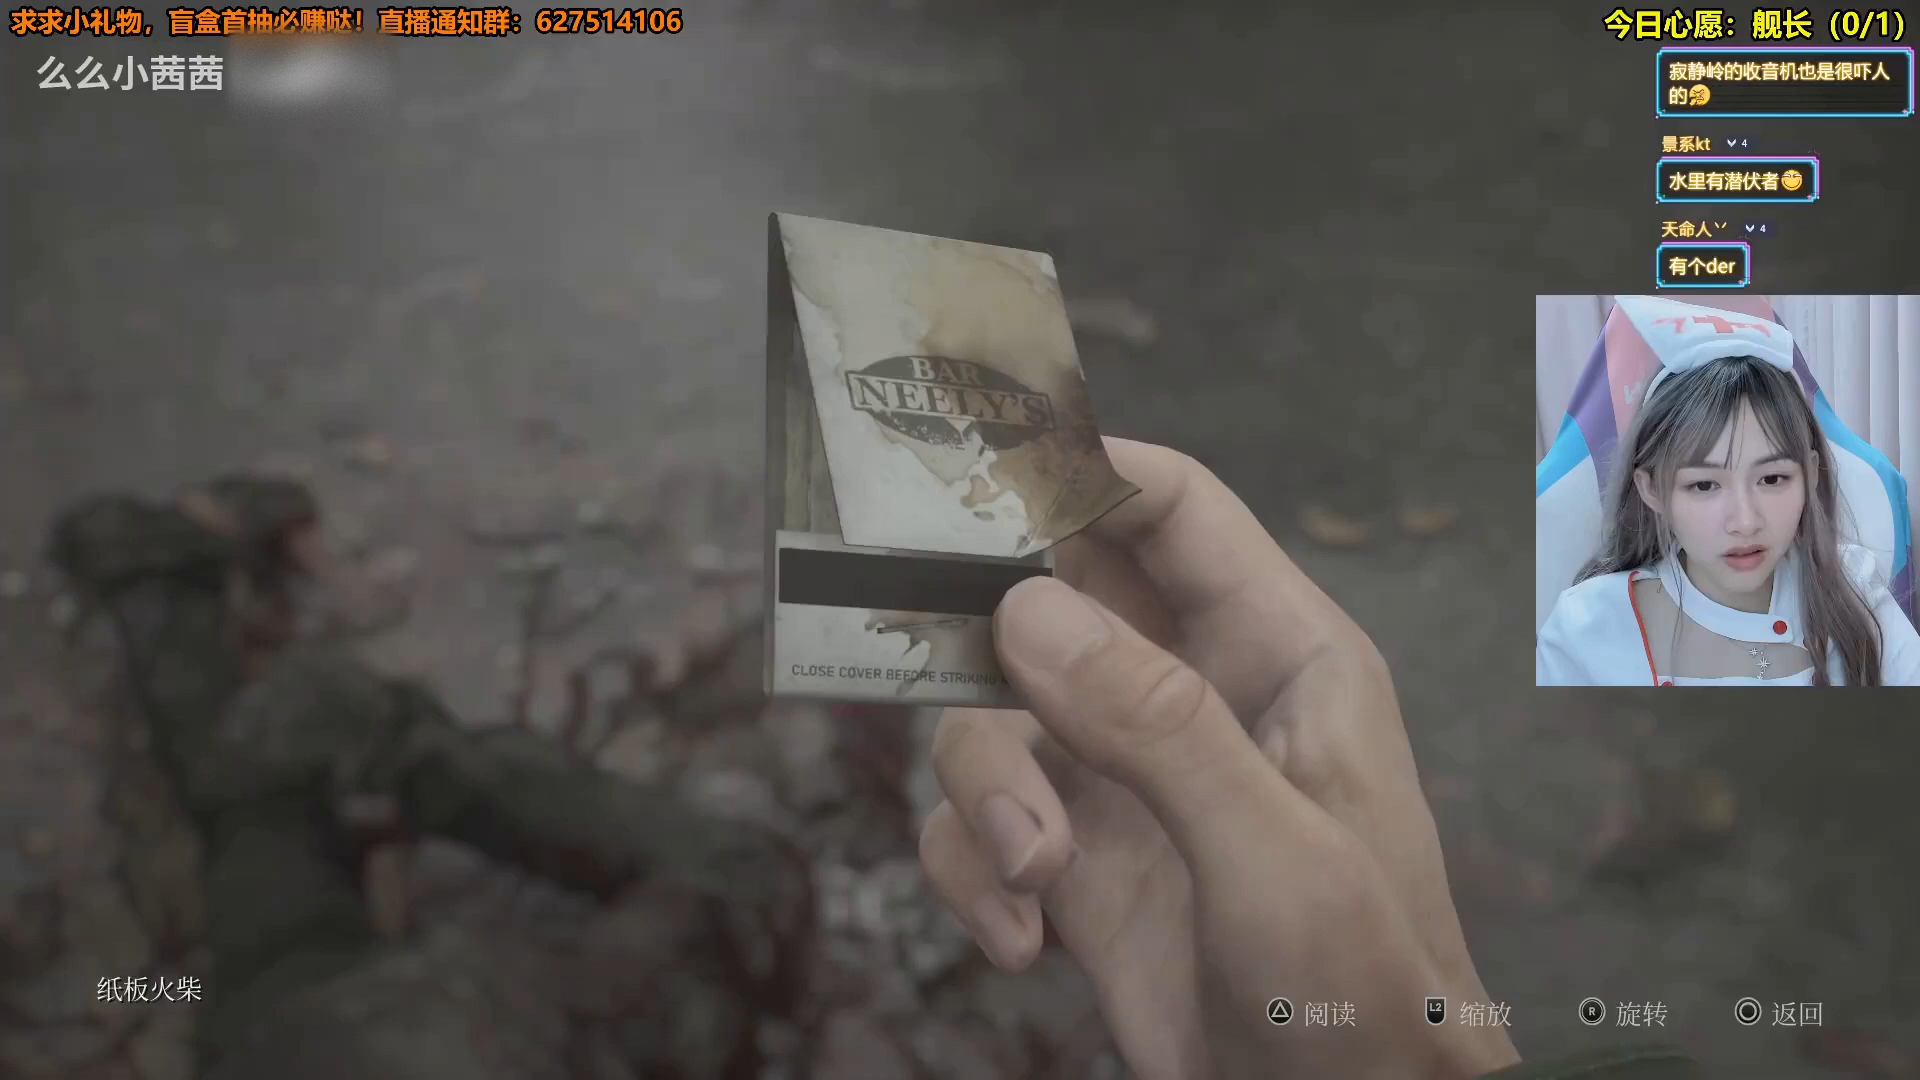 求求小礼物，盲盒首抽必赚哒！直播通知群：627514106
今日心愿：舰长（0/1）
么么小茜茜
寂静岭的收音机也是很吓人
的
景系kt 4
水里有潜伏者
天命人丷 4
有个der
BAR
NEELY'S
CLOSE COVER BEFORE STRIKING
纸板火柴
阅读
L2 缩放
R 旋转
返回